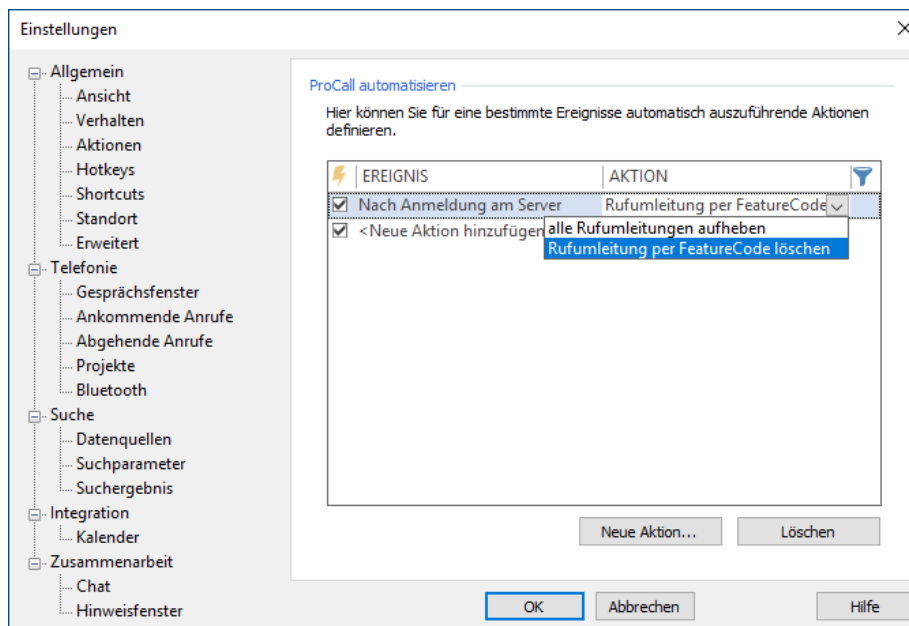 Einstellungen
Allgemein
Ansicht
Verhalten
Aktionen
Hotkeys
Shortcuts
Standort
Erweitert
Telefonie
Gesprächsfenster
Ankommende Anrufe
Abgehende Anrufe
Projekte
Bluetooth
Suche
Datenquellen
Suchparameter
Suchergebnis
Integration
Kalender
Zusammenarbeit
Chat
Hinweisfenster
ProCall automatisieren
Hier können Sie für eine bestimmte Ereignisse automatisch auszuführende Aktionen
definieren.
EREIGNIS AKTION
Nach Anmeldung am Server Rufumleitung per FeatureCode
<Neue Aktion hinzufügen
alle Rufumleitungen aufheben
Rufumleitung per FeatureCode löschen
Neue Aktion... Löschen
OK Abbrechen Hilfe